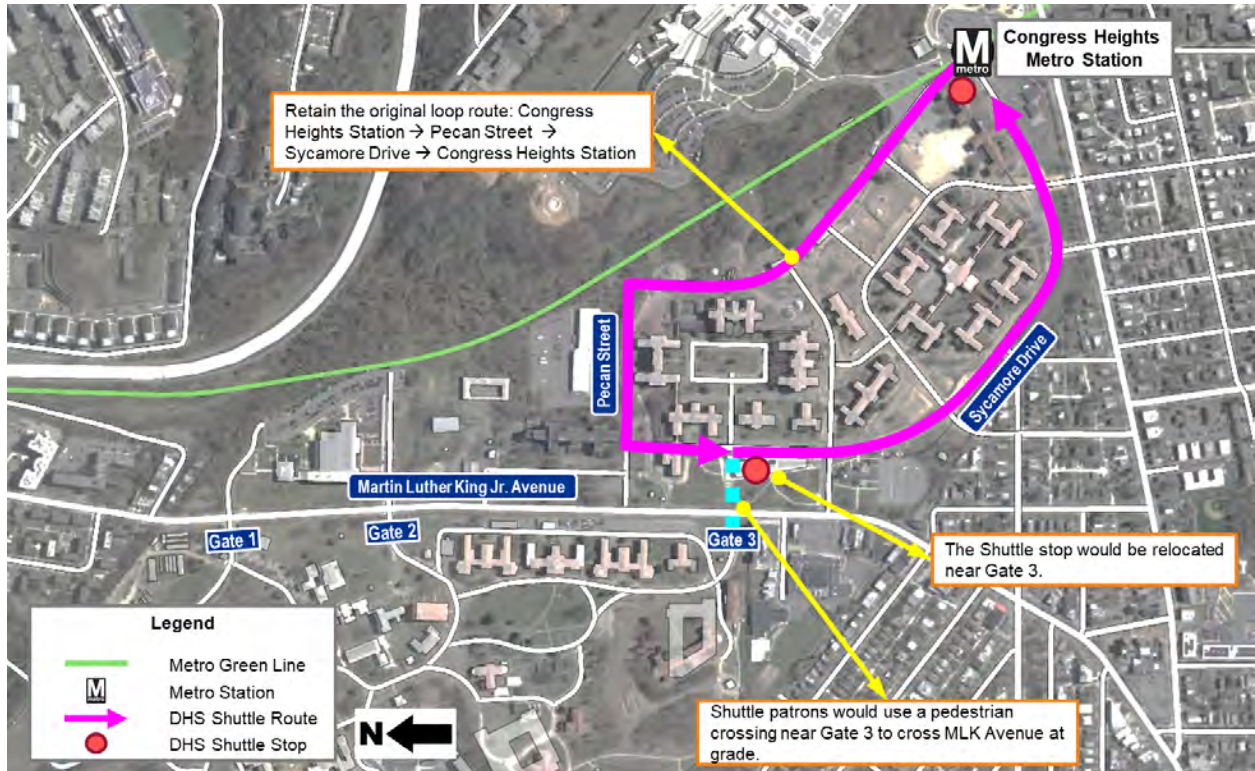 M
metro
Congress Heights
Metro Station
Retain the original loop route: Congress
Heights Station → Pecan Street →
Sycamore Drive → Congress Heights Station
Pecan Street
Sycamore Drive
Martin Luther King Jr. Avenue
Gate 1
Gate 2
Gate 3
The Shuttle stop would be relocated
near Gate 3.
Shuttle patrons would use a pedestrian
crossing near Gate 3 to cross MLK Avenue at
grade.
Legend
Metro Green Line
M
metro
Metro Station
DHS Shuttle Route
DHS Shuttle Stop
N